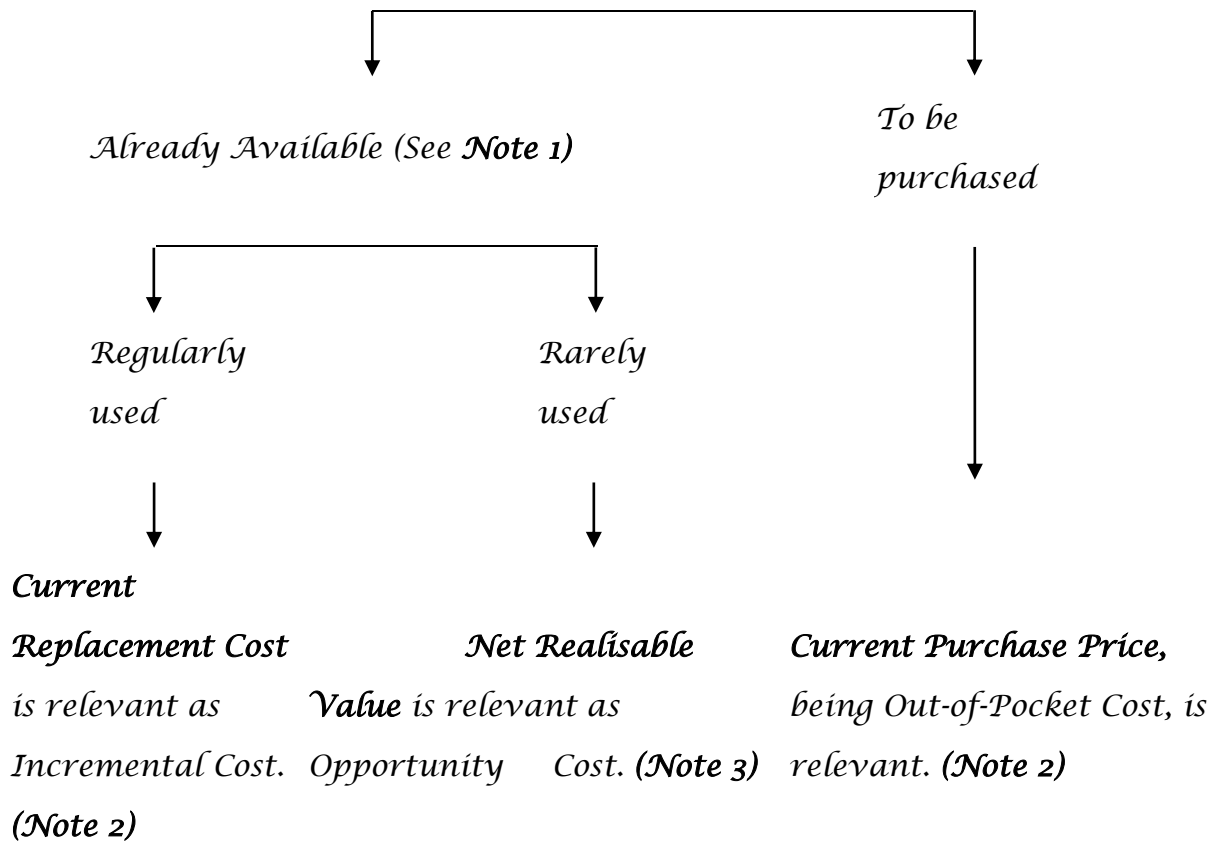 Already Available (See Note 1)
To be
purchased
Regularly
used
Rarely
used
Current
Replacement Cost
is relevant as
Incremental Cost.
(Note 2)
Net Realisable
Value is relevant as
Opportunity Cost. (Note 3)
Current Purchase Price,
being Out-of-Pocket Cost, is
relevant. (Note 2)